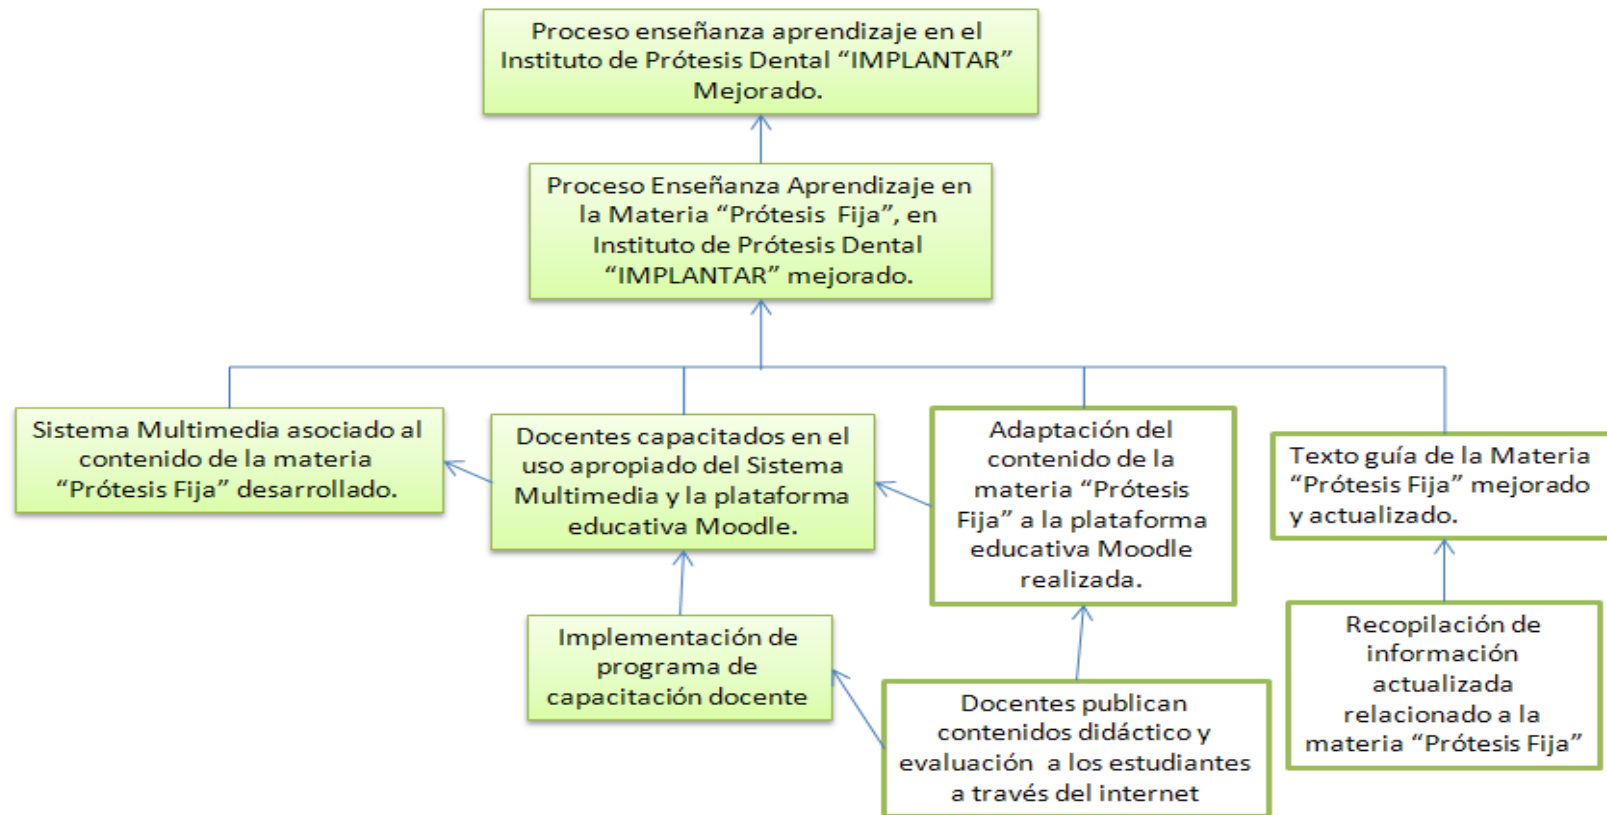 Proceso enseñanza aprendizaje en el
Instituto de Prótesis Dental “IMPLANTAR”
Mejorado.
Proceso Enseñanza Aprendizaje en
la Materia “Prótesis Fija”, en
Instituto de Prótesis Dental
“IMPLANTAR” mejorado.
Sistema Multimedia asociado al
contenido de la materia
“Prótesis Fija” desarrollado.
Docentes capacitados en el
uso apropiado del Sistema
Multimedia y la plataforma
educativa Moodle.
Adaptación del
contenido de la
materia “Prótesis
Fija” a la plataforma
educativa Moodle
realizada.
Texto guía de la Materia
“Prótesis Fija” mejorado
y actualizado.
Implementación de
programa de
capacitación docente
Docentes publican
contenidos didáctico y
evaluación a los estudiantes
a través del internet
Recopilación de
información
actualizada
relacionado a la
materia “Prótesis Fija”